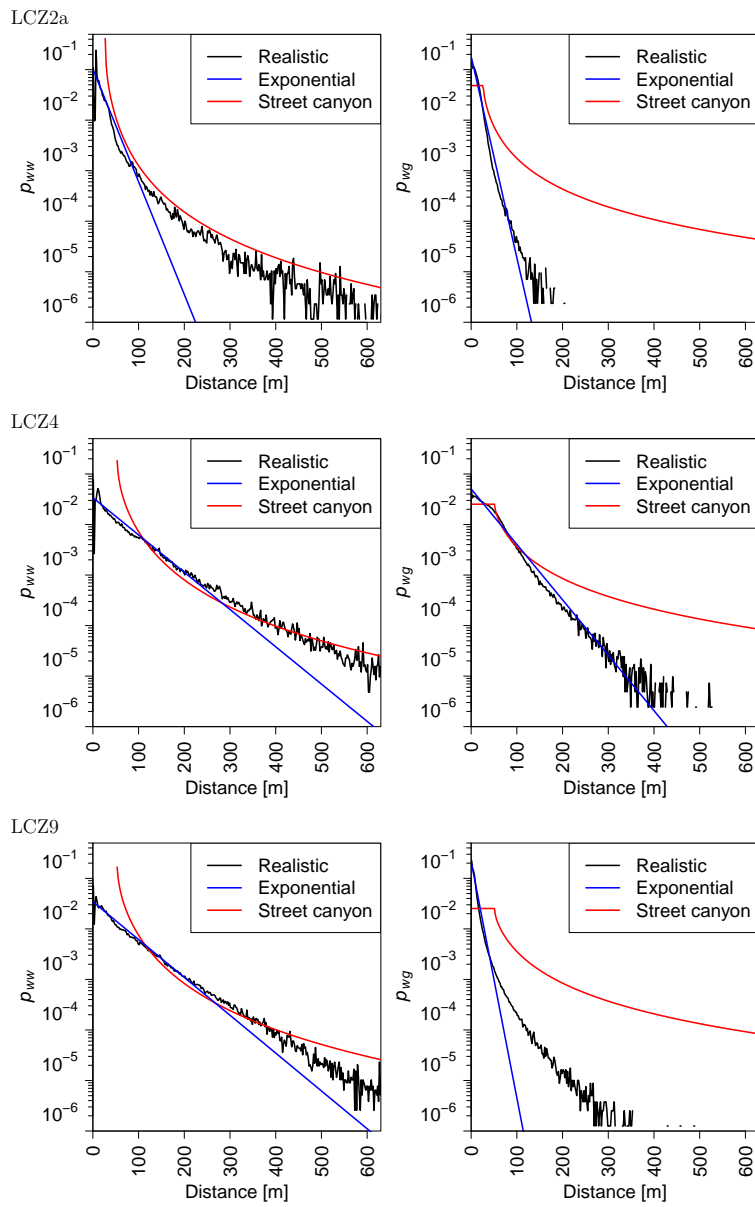 LCZ2a
10⁻¹
10⁻²
10⁻³
10⁻⁴
10⁻⁵
10⁻⁶
p_ww
Realistic
Exponential
Street canyon
0 100 200 300 400 500 600
Distance [m]
10⁻¹
10⁻²
10⁻³
10⁻⁴
10⁻⁵
10⁻⁶
p_wg
Realistic
Exponential
Street canyon
0 100 200 300 400 500 600
Distance [m]
LCZ4
10⁻¹
10⁻²
10⁻³
10⁻⁴
10⁻⁵
10⁻⁶
p_ww
Realistic
Exponential
Street canyon
0 100 200 300 400 500 600
Distance [m]
10⁻¹
10⁻²
10⁻³
10⁻⁴
10⁻⁵
10⁻⁶
p_wg
Realistic
Exponential
Street canyon
0 100 200 300 400 500 600
Distance [m]
LCZ9
10⁻¹
10⁻²
10⁻³
10⁻⁴
10⁻⁵
10⁻⁶
p_ww
Realistic
Exponential
Street canyon
0 100 200 300 400 500 600
Distance [m]
10⁻¹
10⁻²
10⁻³
10⁻⁴
10⁻⁵
10⁻⁶
p_wg
Realistic
Exponential
Street canyon
0 100 200 300 400 500 600
Distance [m]